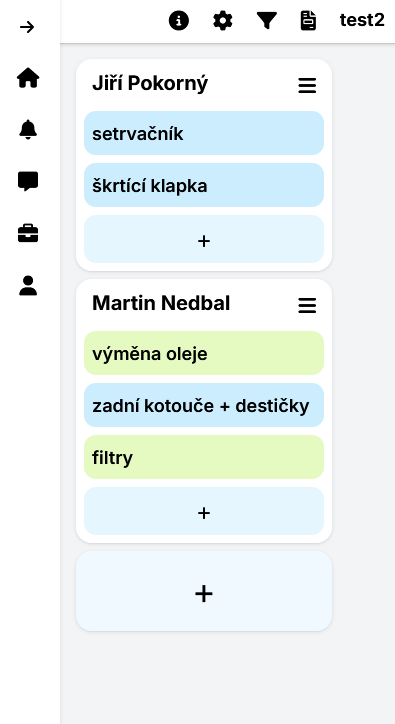 test2
Jiří Pokorný
setrvačník
škrtící klapka
+
Martin Nedbal
výměna oleje
zadní kotouče + destičky
filtry
+
+